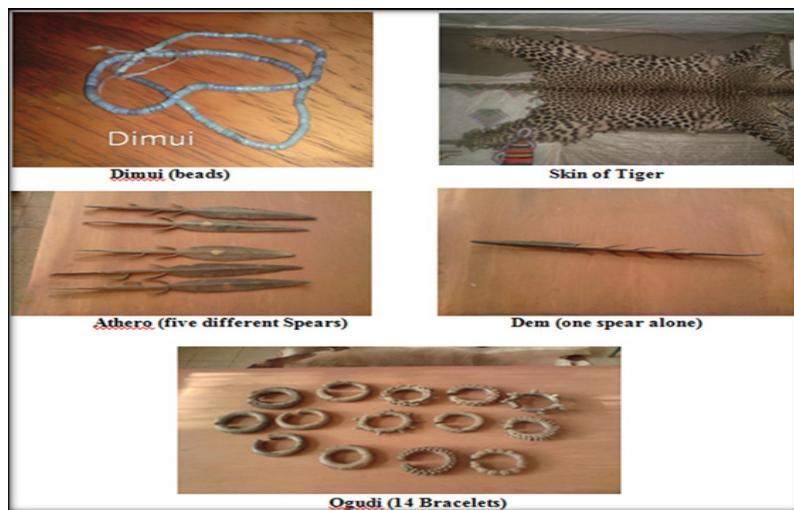 Dimui
Dimui (beads)
Skin of Tiger
Athero (five different Spears)
Dem (one spear alone)
Ogudi (14 Bracelets)